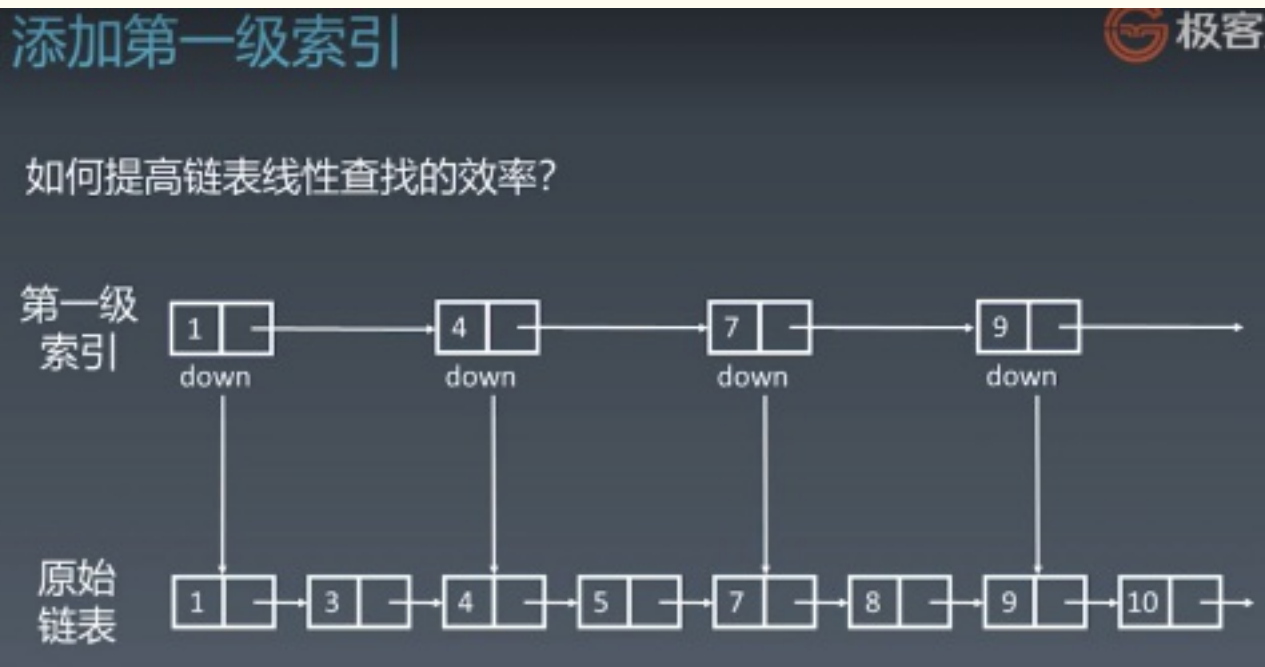 添加第一级索引
极客
如何提高链表线性查找的效率?
第一级
索引
1 4 7 9
down down down down
原始
链表
1 3 4 5 7 8 9 10